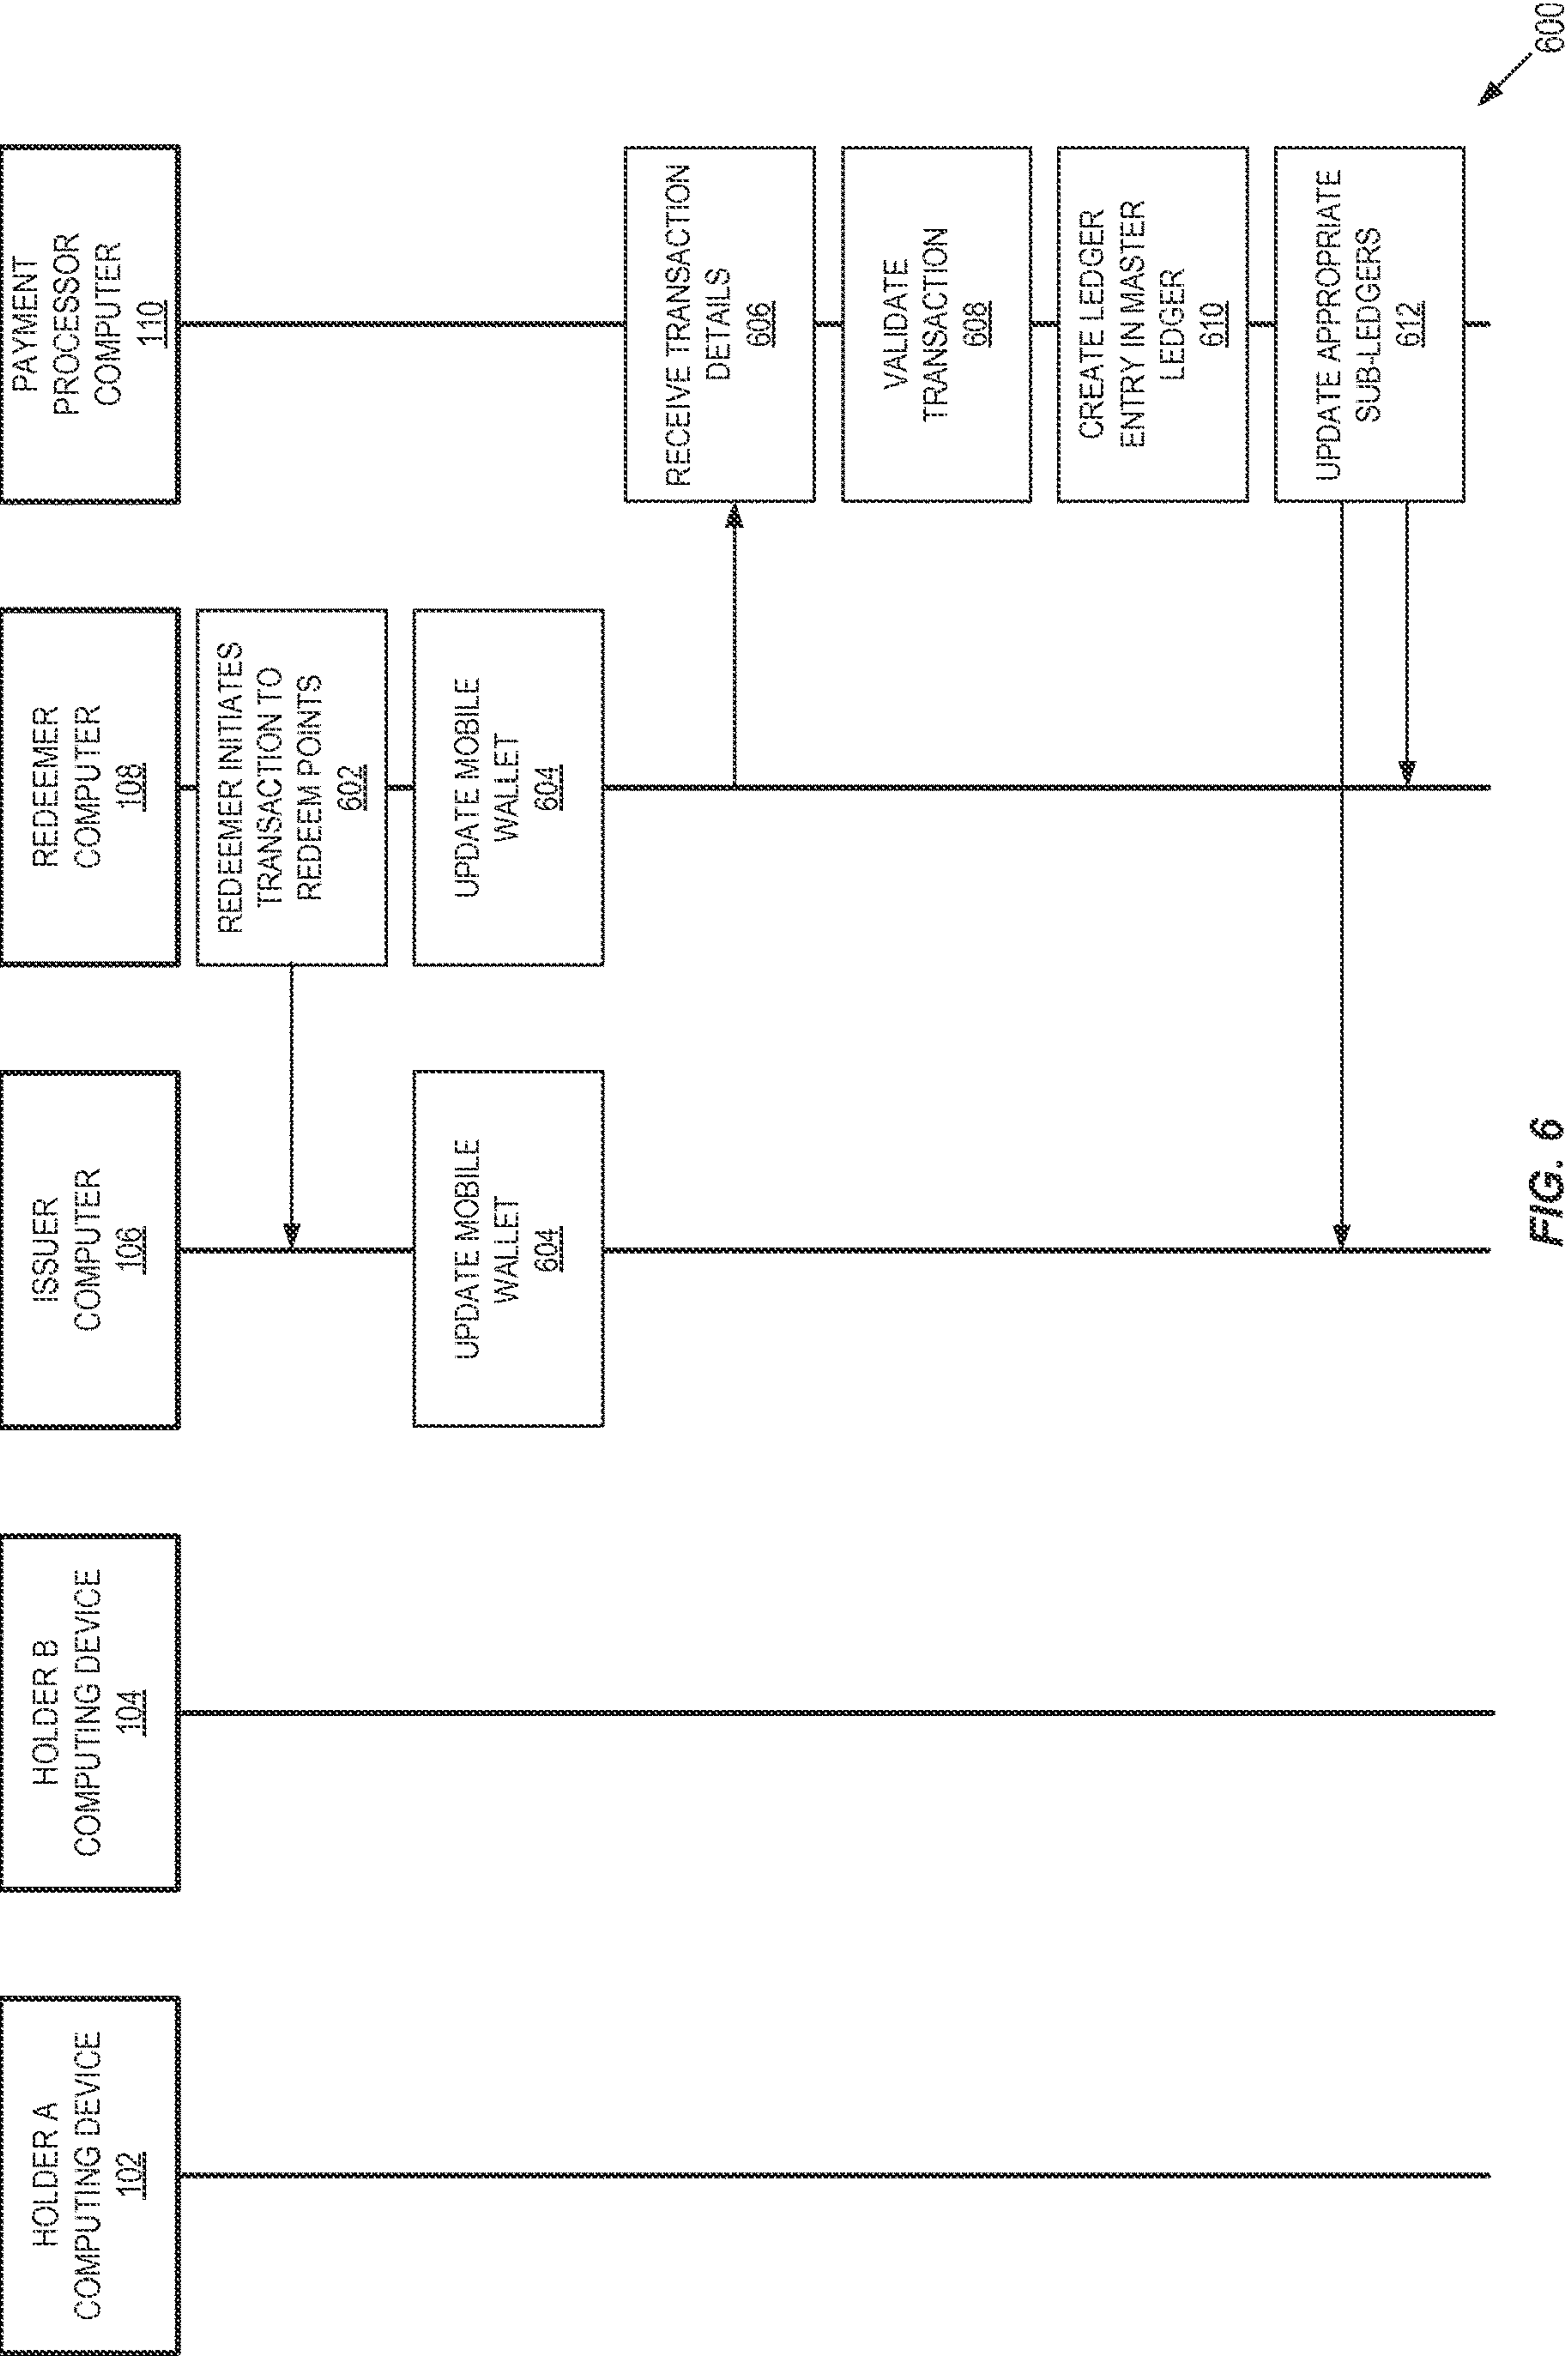 HOLDER A
COMPUTING DEVICE
102
HOLDER B
COMPUTING DEVICE
104
ISSUER
COMPUTER
106
REDEEMER
COMPUTER
108
PAYMENT
PROCESSOR
COMPUTER
110
REDEEMER INITIATES
TRANSACTION TO
REDEEM POINTS
602
UPDATE MOBILE
WALLET
604
UPDATE MOBILE
WALLET
604
RECEIVE TRANSACTION
DETAILS
606
VALIDATE
TRANSACTION
608
CREATE LEDGER
ENTRY IN MASTER
LEDGER
610
UPDATE APPROPRIATE
SUB-LEDGERS
612
FIG. 6
600